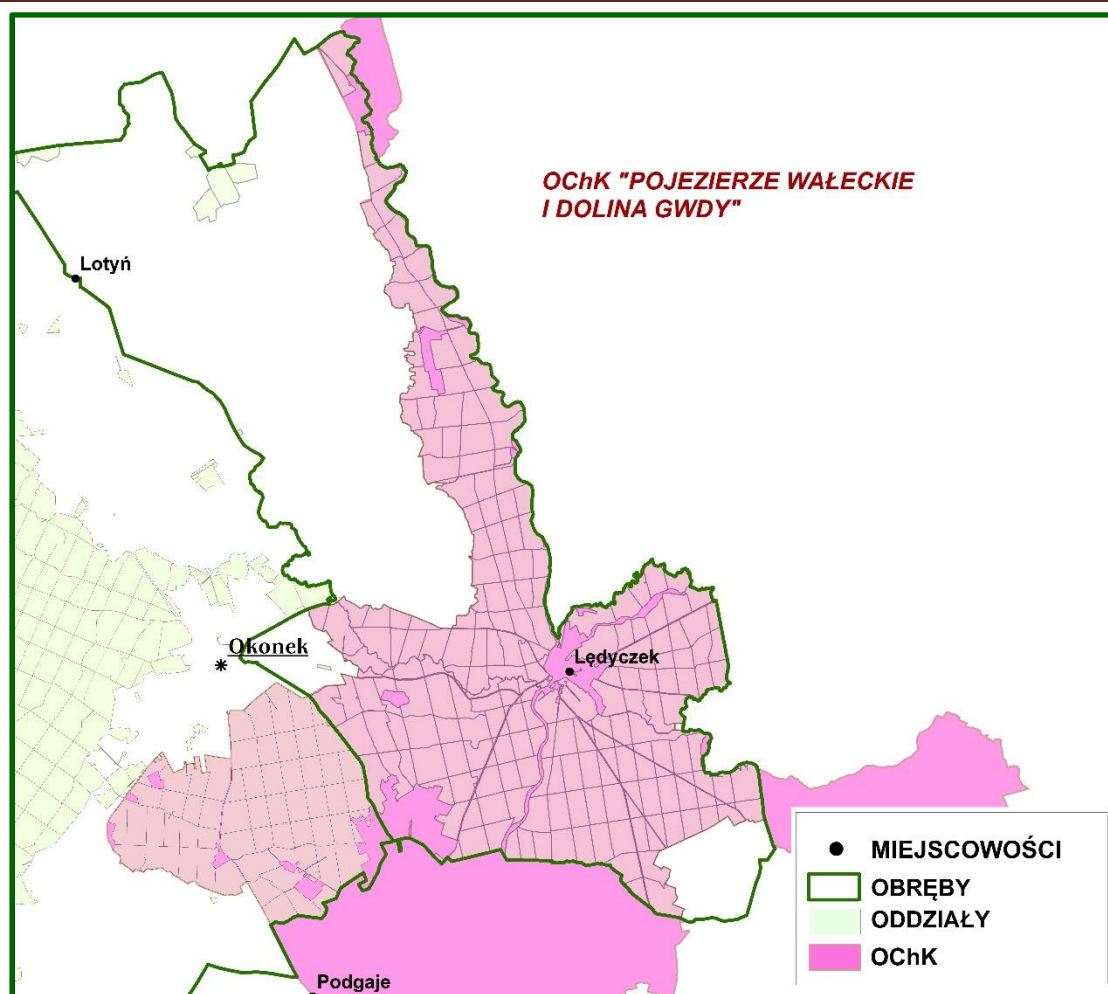 OChK "POJEZIERZE WAŁECKIE
I DOLINA GWDY"
Lotyń
Okonek
Lędyczek
Podgaje
MIEJSCOWOŚCI
OBRĘBY
ODDZIAŁY
OChK